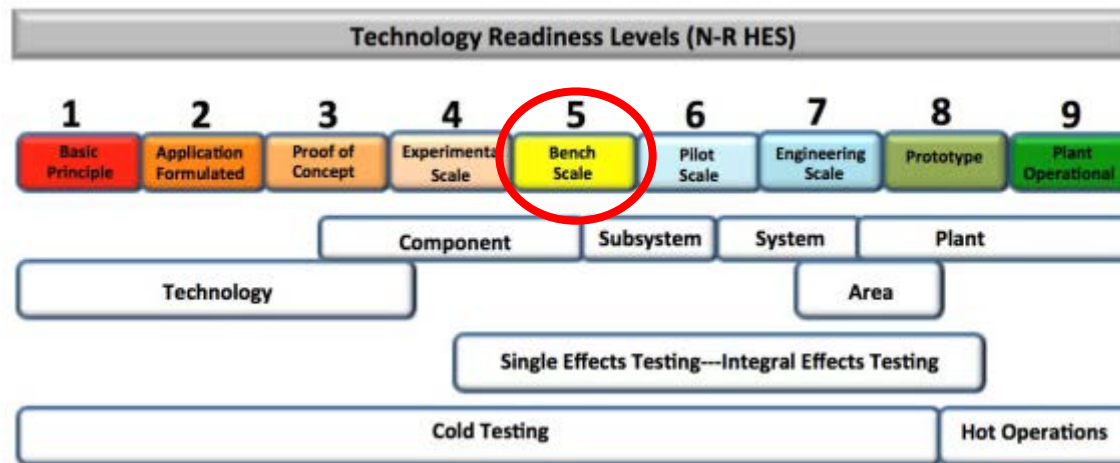 Technology Readiness Levels (N-R HES)
1 2 3 4 5 6 7 8 9
Basic Principle
Application Formulated
Proof of Concept
Experimenta Scale
Bench Scale
Pilot Scale
Engineering Scale
Prototype
Plant Operational
Component
Subsystem
System
Plant
Technology
Area
Single Effects Testing---Integral Effects Testing
Cold Testing
Hot Operations